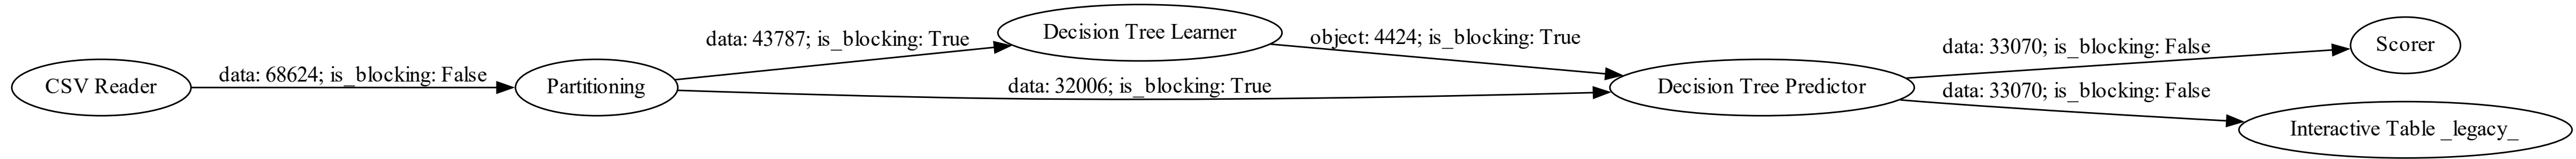 CSV Reader
data: 68624; is_blocking: False
Partitioning
data: 43787; is_blocking: True
Decision Tree Learner
object: 4424; is_blocking: True
data: 32006; is_blocking: True
Decision Tree Predictor
data: 33070; is_blocking: False
Scorer
data: 33070; is_blocking: False
Interactive Table _legacy_